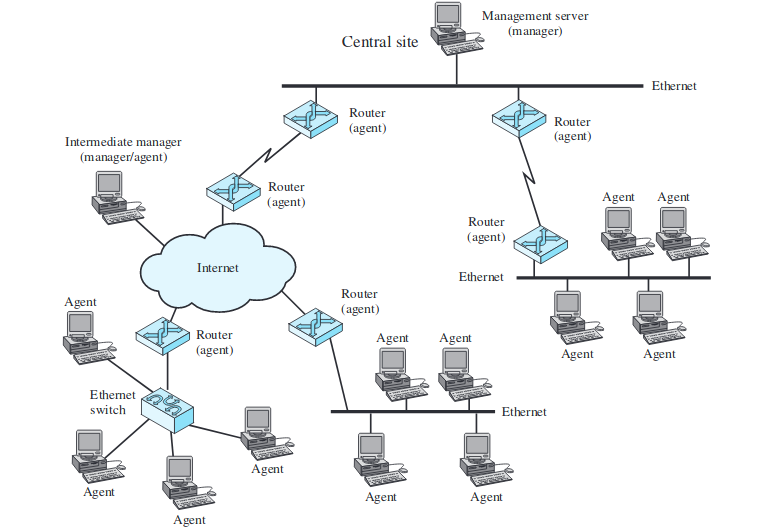 Management server
(manager)
Central site
Ethernet
Router
(agent)
Router
(agent)
Intermediate manager
(manager/agent)
Router
(agent)
Agent
Agent
Router
(agent)
Internet
Ethernet
Agent
Router
(agent)
Router
(agent)
Agent
Agent
Agent
Agent
Ethernet
switch
Ethernet
Agent
Agent
Agent
Agent
Agent